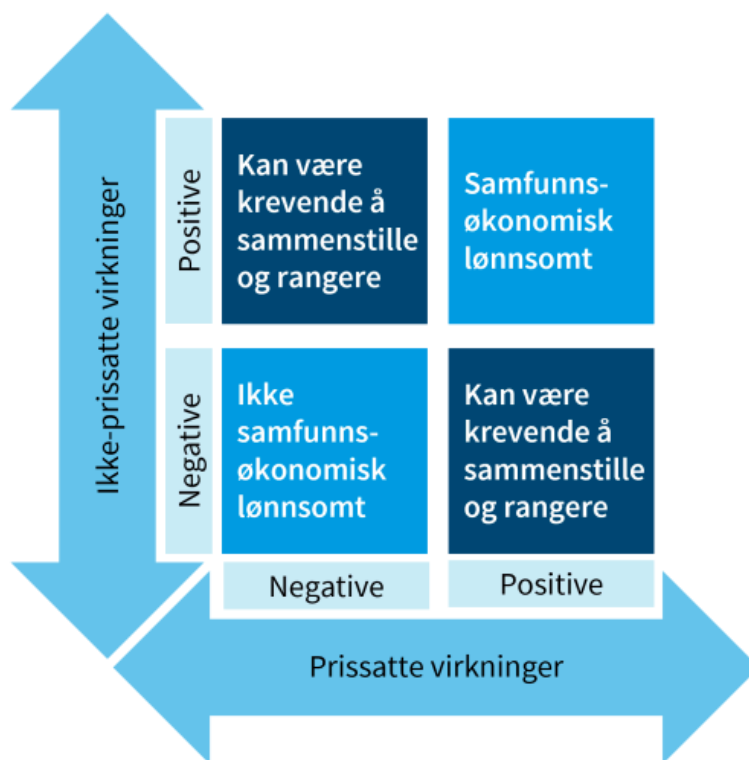 Ikke-prissatte virkninger
Positive
Kan være
krevende å
sammenstille
og rangere
Samfunns-
økonomisk
lønnsomt
Negative
Ikke
samfunns-
økonomisk
lønnsomt
Kan være
krevende å
sammenstille
og rangere
Negative
Positive
Prissatte virkninger